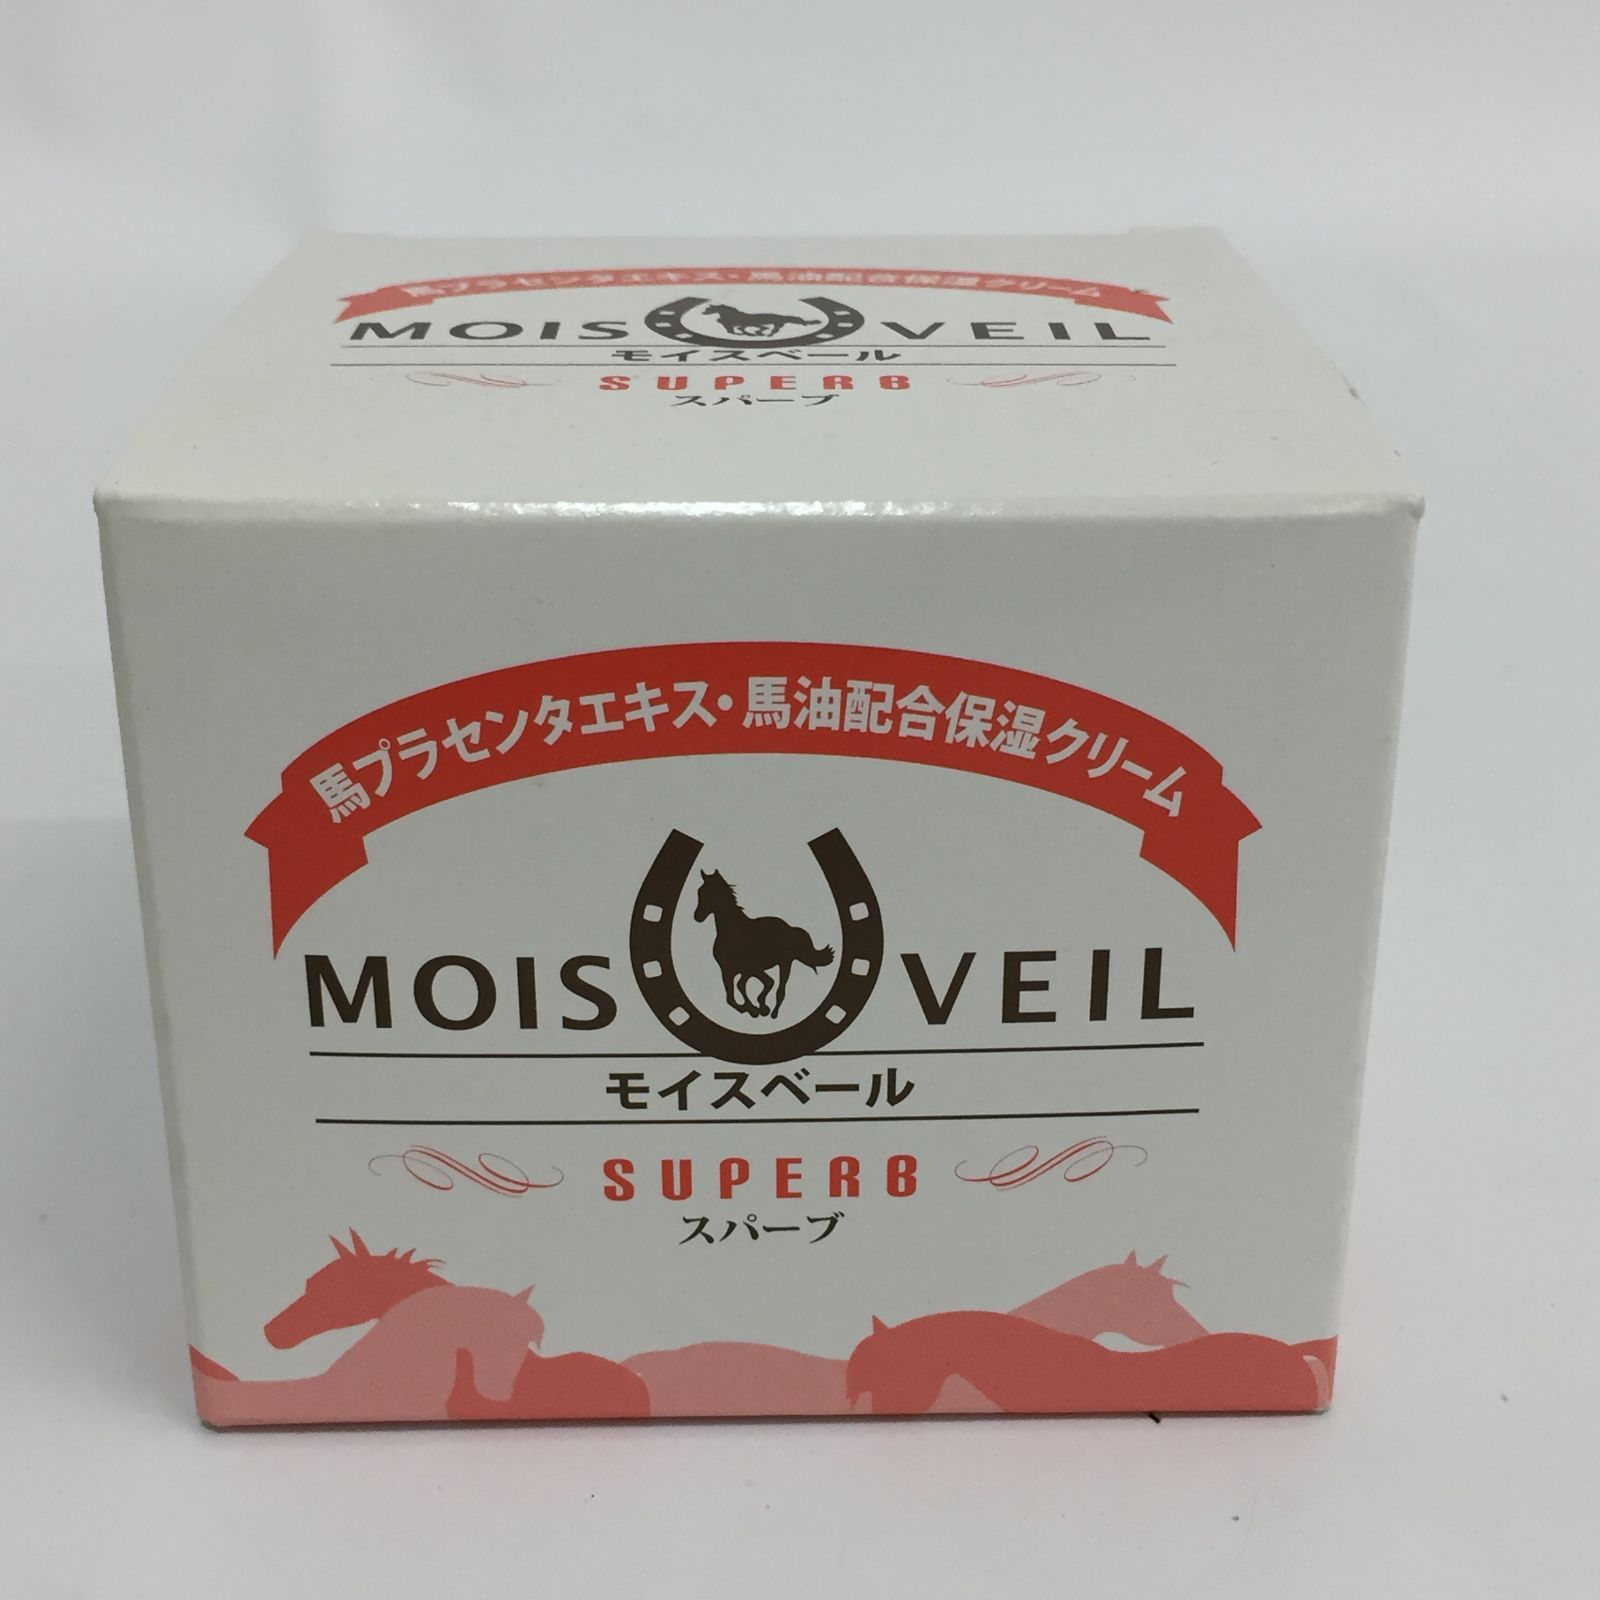 馬プラセンタエキス・馬油配合保湿クリーム
MOIS VEIL
モイスベール
SUPERB
スパーブ
馬プラセンタエキス・馬油配合保湿クリーム
MOIS VEIL
モイスベール
SUPERB
スパーブ